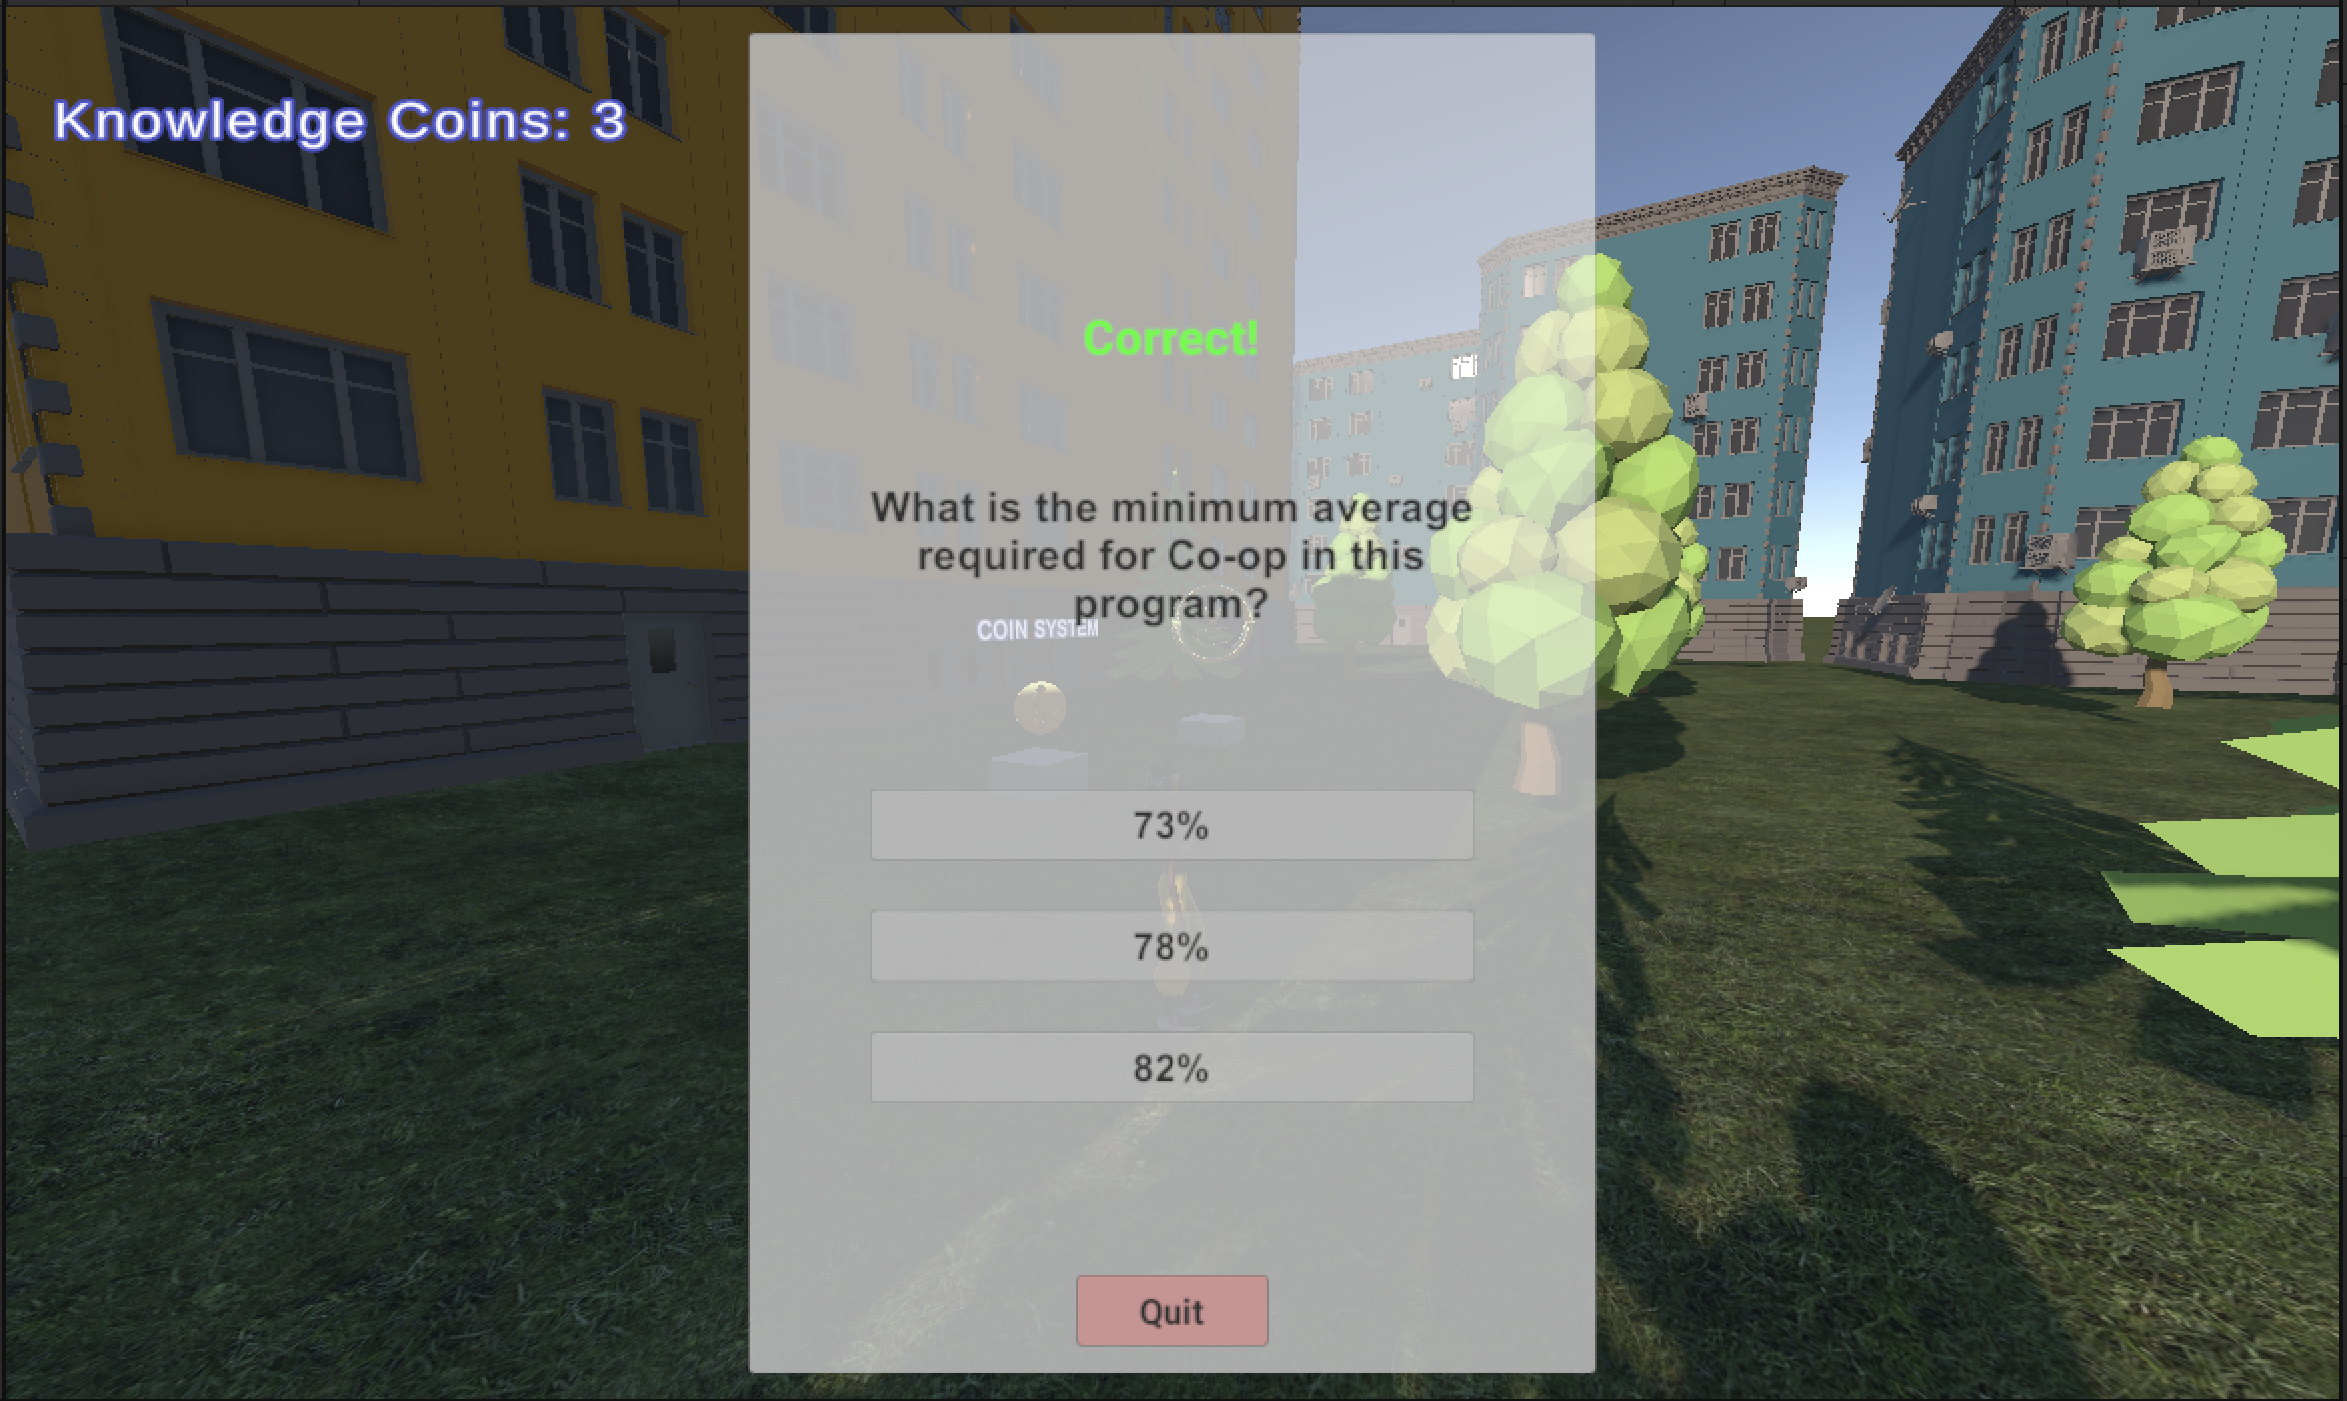 Knowledge Coins: 3
Correct!
What is the minimum average
required for Co-op in this
program?
COIN SYSTEM
73%
78%
82%
Quit